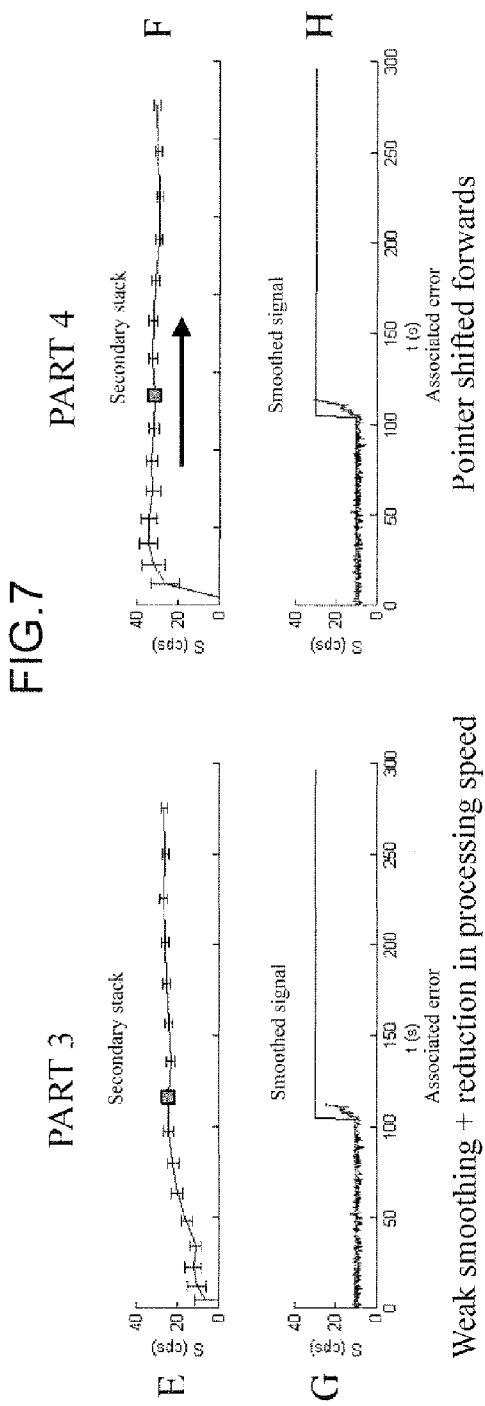 FIG.7
PART 3
Secondary stack
E
S (cps)
40
20
0
Smoothed signal
G
S (cps)
40
20
0
0 50 100 150 200 250 300
t (s)
Associated error
Weak smoothing + reduction in processing speed
PART 4
Secondary stack
F
S (cps)
40
20
0
Smoothed signal
H
S (cps)
40
20
0
0 50 100 150 200 250 300
t (s)
Associated error
Pointer shifted forwards